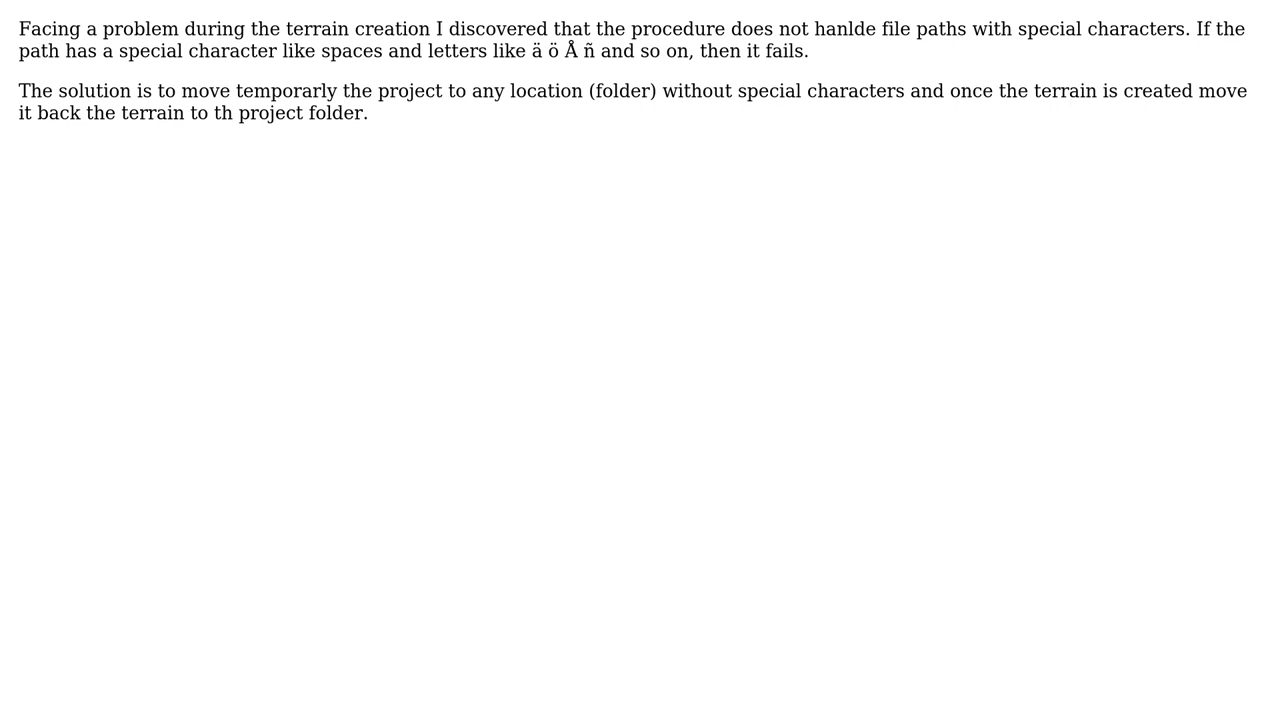 Facing a problem during the terrain creation I discovered that the procedure does not hanlde file paths with special characters. If the
path has a special character like spaces and letters like ä ö Å ñ and so on, then it fails.
The solution is to move temporarly the project to any location (folder) without special characters and once the terrain is created move
it back the terrain to th project folder.